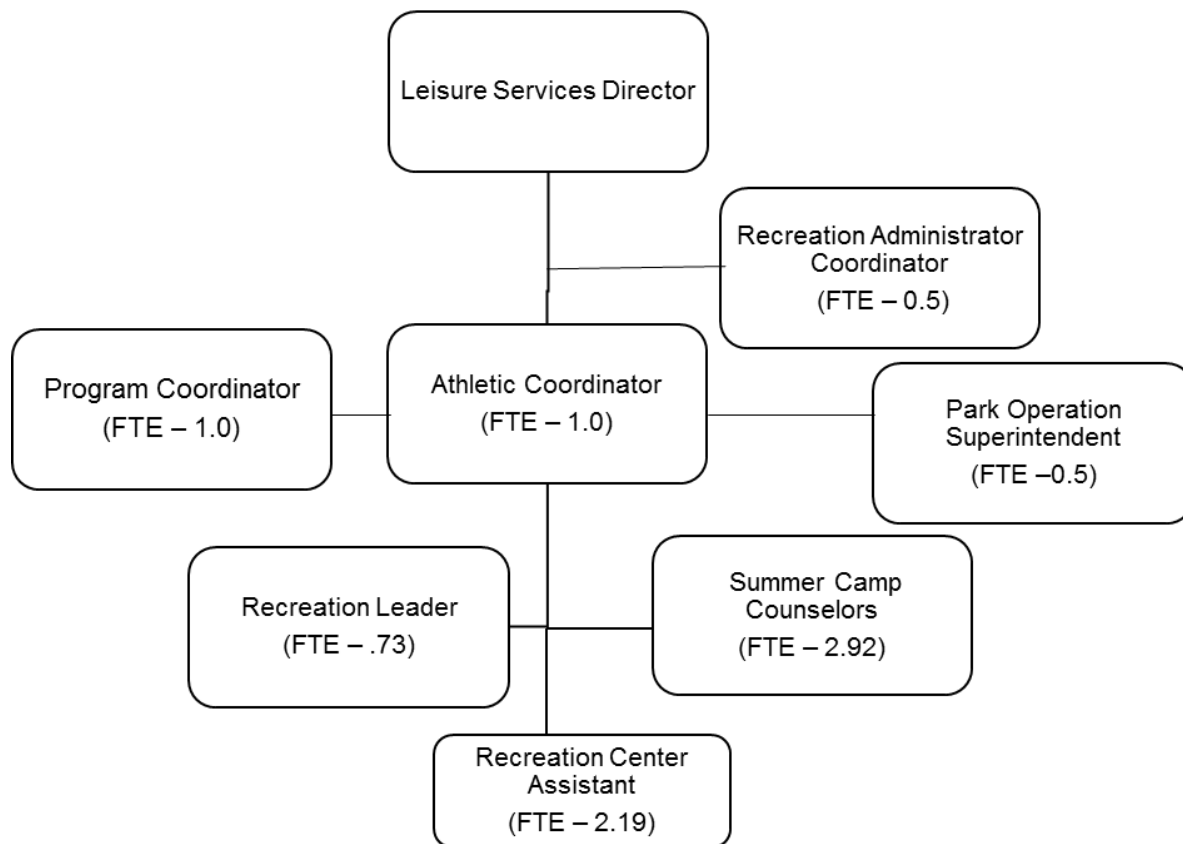 Leisure Services Director
Recreation Administrator
Coordinator
(FTE – 0.5)
Program Coordinator
(FTE – 1.0)
Athletic Coordinator
(FTE – 1.0)
Park Operation
Superintendent
(FTE –0.5)
Recreation Leader
(FTE – .73)
Summer Camp
Counselors
(FTE – 2.92)
Recreation Center
Assistant
(FTE – 2.19)